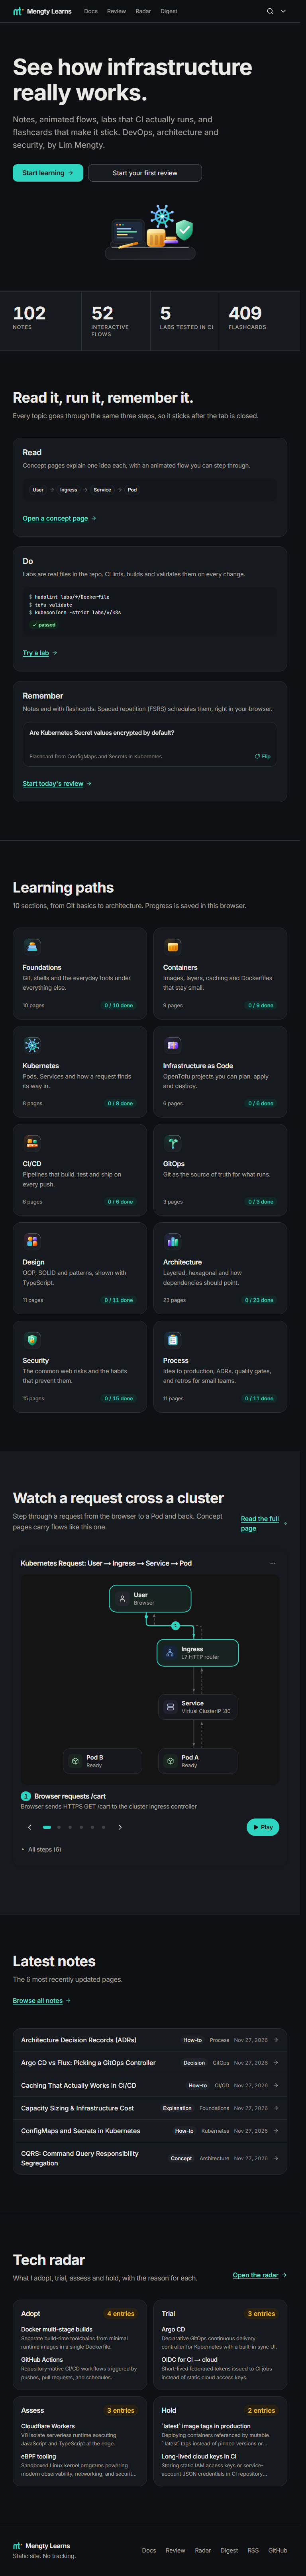 Mengty Learns Docs Review Radar Digest
See how infrastructure
really works.
Notes, animated flows, labs that CI actually runs, and
flashcards that make it stick. DevOps, architecture and
security, by Lim Mengty.
Start learning → Start your first review
102 52 5 409
NOTES INTERACTIVE FLOWS LABS TESTED IN CI FLASHCARDS
Read it, run it, remember it.
Every topic goes through the same three steps, so it sticks after the tab is closed.
Read
Concept pages explain one idea each, with an animated flow you can step through.
User → Ingress → Service → Pod
Open a concept page →
Do
Labs are real files in the repo. CI lints, builds and validates them on every change.
$ hadolint labs/*/Dockerfile
$ tofu validate
$ kubeconform -strict labs/*/k8s
✓ passed
Try a lab →
Remember
Notes end with flashcards. Spaced repetition (FSRS) schedules them, right in your browser.
Are Kubernetes Secret values encrypted by default?
Flashcard from ConfigMaps and Secrets in Kubernetes Flip
Start today's review →
Learning paths
10 sections, from Git basics to architecture. Progress is saved in this browser.
Foundations
Git, shells and the everyday tools under
everything else.
10 pages 0 / 10 done
Containers
Images, layers, caching and Dockerfiles
that stay small.
9 pages 0 / 9 done
Kubernetes
Pods, Services and how a request finds
its way in.
8 pages 0 / 8 done
Infrastructure as Code
OpenTofu projects you can plan, apply
and destroy.
6 pages 0 / 6 done
CI/CD
Pipelines that build, test and ship on
every push.
6 pages 0 / 6 done
GitOps
Git as the source of truth for what runs.
3 pages 0 / 3 done
Design
OOP, SOLID and patterns, shown with
TypeScript.
11 pages 0 / 11 done
Architecture
Layered, hexagonal and how
dependencies should point.
23 pages 0 / 23 done
Security
The common web risks and the habits
that prevent them.
15 pages 0 / 15 done
Process
Idea to production, ADRs, quality gates,
and retros for small teams.
11 pages 0 / 11 done
Watch a request cross a cluster
Step through a request from the browser to a Pod and back. Concept
pages carry flows like this one.
Read the full
page →
Kubernetes Request: User → Ingress → Service → Pod
User
Browser
1
Ingress
L7 HTTP router
Service
Virtual ClusterIP :80
Pod B
Ready
Pod A
Ready
1 Browser requests /cart
Browser sends HTTPS GET /cart to the cluster Ingress controller
Play
All steps (6)
Latest notes
The 6 most recently updated pages.
Browse all notes →
Architecture Decision Records (ADRs) How-to Process Nov 27, 2026 →
Argo CD vs Flux: Picking a GitOps Controller Decision GitOps Nov 27, 2026 →
Caching That Actually Works in CI/CD How-to CI/CD Nov 27, 2026 →
Capacity Sizing & Infrastructure Cost Explanation Foundations Nov 27, 2026 →
ConfigMaps and Secrets in Kubernetes How-to Kubernetes Nov 27, 2026 →
CQRS: Command Query Responsibility
Segregation Concept Architecture Nov 27, 2026 →
Tech radar
What I adopt, trial, assess and hold, with the reason for each.
Open the radar →
Adopt 4 entries
Docker multi-stage builds
Separate build-time toolchains from minimal
runtime images in a single Dockerfile.
GitHub Actions
Repository-native CI/CD workflows triggered by
pushes, pull requests, and schedules.
Trial 3 entries
Argo CD
Declarative GitOps continuous delivery
controller for Kubernetes with a built-in sync UI.
OIDC for CI → cloud
Short-lived federated tokens issued to CI jobs
instead of static cloud access keys.
Assess 3 entries
Cloudflare Workers
V8 isolate serverless runtime executing
JavaScript and TypeScript at the edge.
eBPF tooling
Sandboxed Linux kernel programs powering
modern observability, networking, and securit...
Hold 2 entries
`latest` image tags in production
Deploying containers referenced by mutable
`latest` tags instead of pinned versions or...
Long-lived cloud keys in CI
Storing static IAM access keys or service-
account JSON credentials in CI repository...
Mengty Learns
Static site. No tracking.
Docs Review Radar Digest RSS GitHub